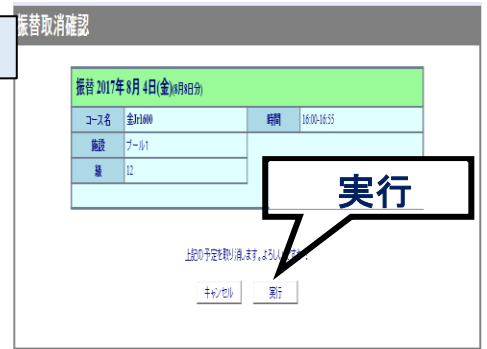 振替取消確認
振替 2017年 8月 4日(金)(8月8日分)
コース名 金Jr1600 時間 16:00-16:55
施設 プール1
級 12
実行
上記の予定を取り消します。よろしいですか?
キャンセル 実行